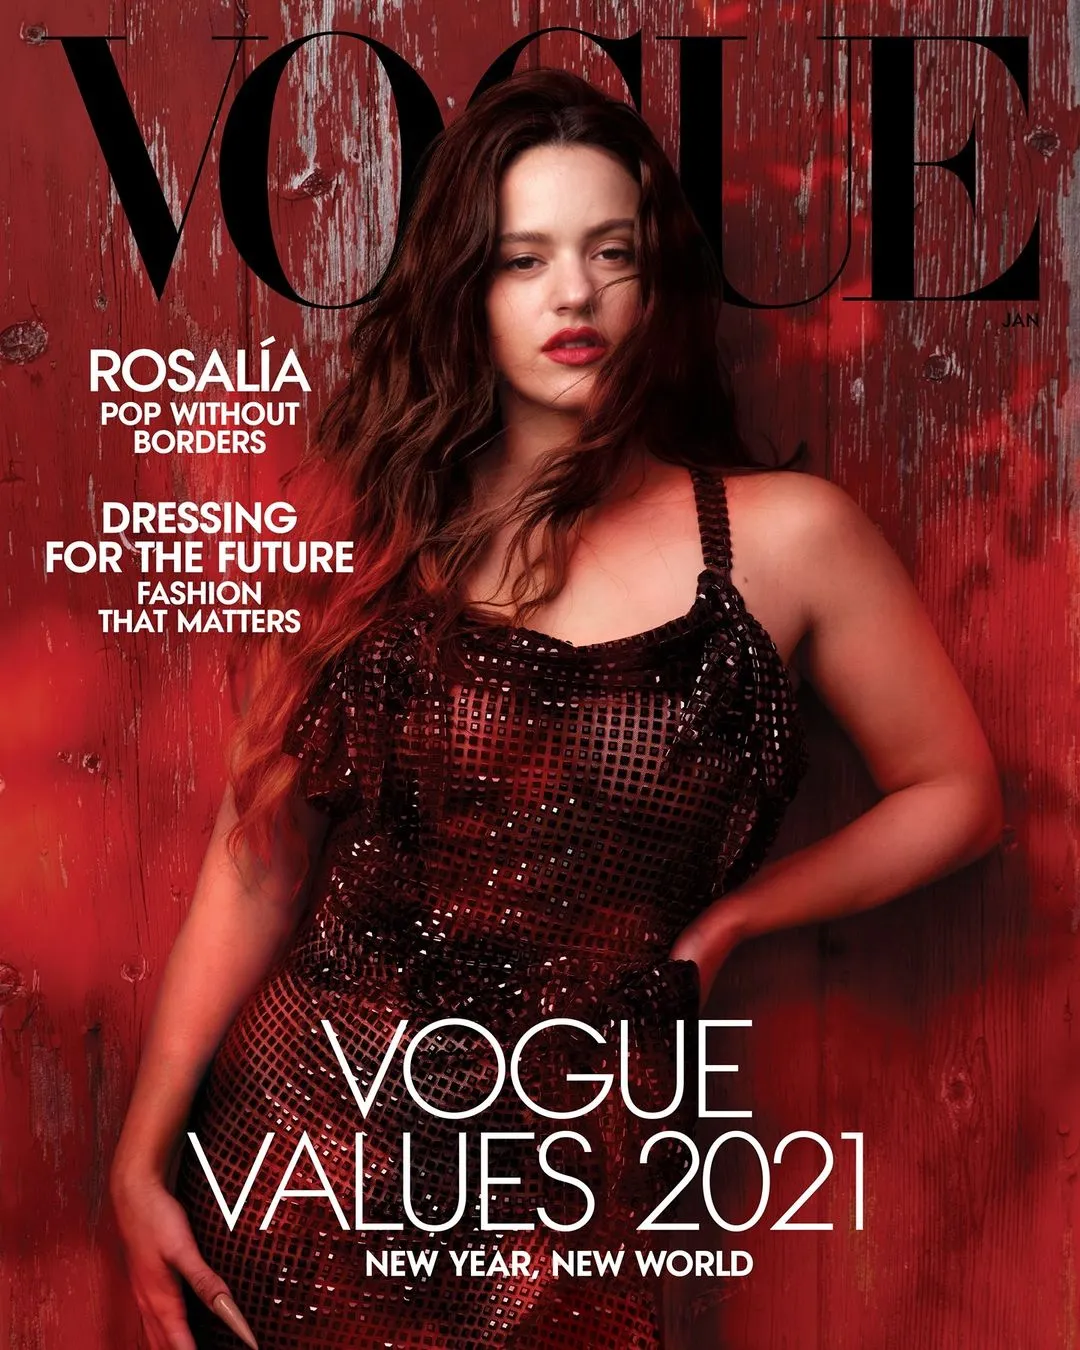 VOGUE
JAN
ROSALÍA
POP WITHOUT
BORDERS
DRESSING
FOR THE FUTURE
FASHION
THAT MATTERS
VOGUE
VALUES 2021
NEW YEAR, NEW WORLD